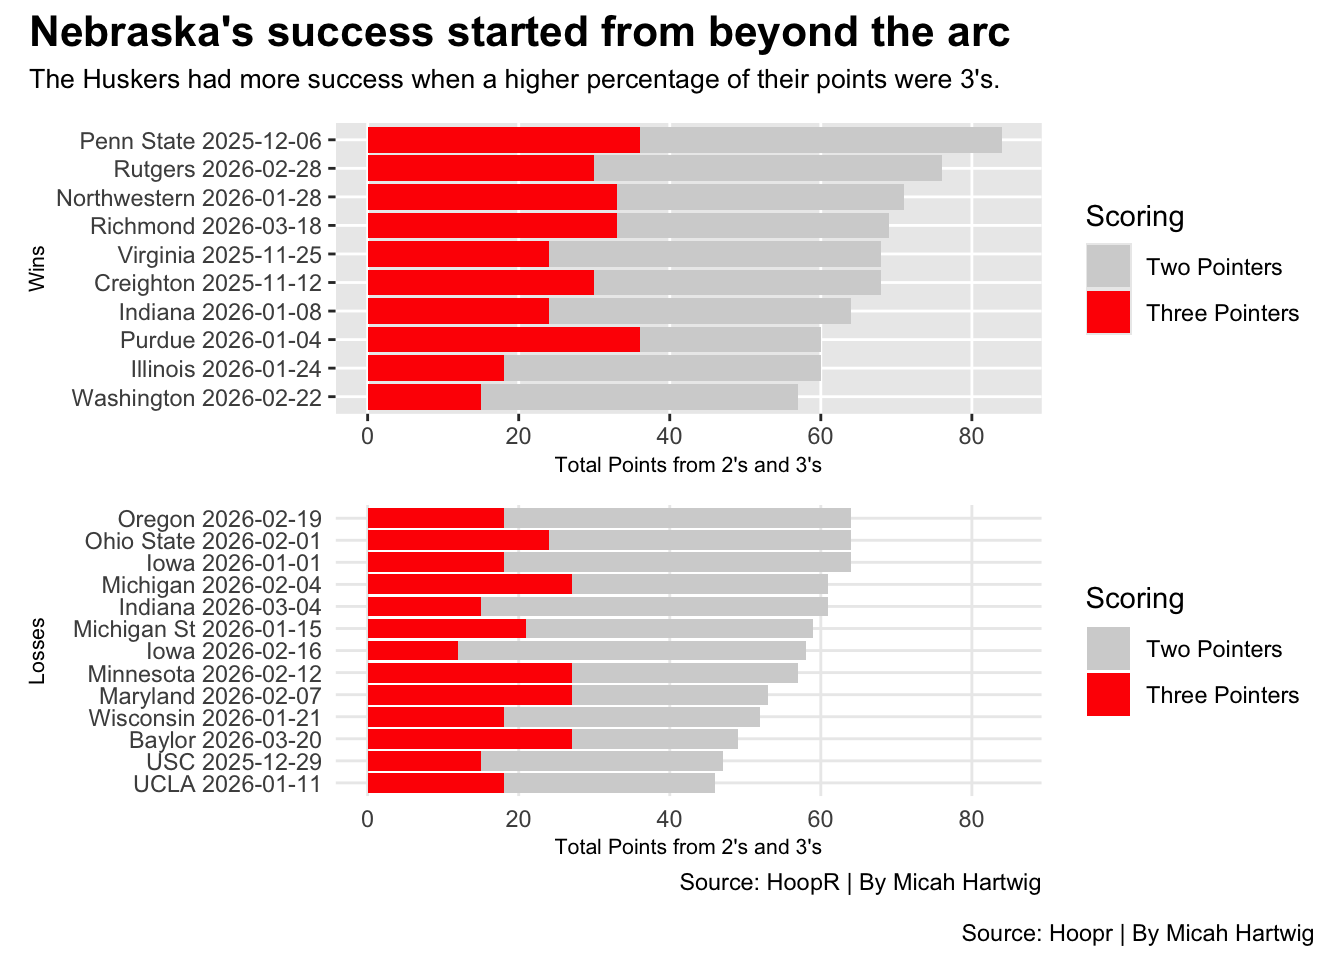 Nebraska's success started from beyond the arc
The Huskers had more success when a higher percentage of their points were 3's.
Wins
Penn State 2025-12-06
Rutgers 2026-02-28
Northwestern 2026-01-28
Richmond 2026-03-18
Virginia 2025-11-25
Creighton 2025-11-12
Indiana 2026-01-08
Purdue 2026-01-04
Illinois 2026-01-24
Washington 2026-02-22
0 20 40 60 80
Total Points from 2's and 3's
Scoring
Two Pointers
Three Pointers
Losses
Oregon 2026-02-19
Ohio State 2026-02-01
Iowa 2026-01-01
Michigan 2026-02-04
Indiana 2026-03-04
Michigan St 2026-01-15
Iowa 2026-02-16
Minnesota 2026-02-12
Maryland 2026-02-07
Wisconsin 2026-01-21
Baylor 2026-03-20
USC 2025-12-29
UCLA 2026-01-11
0 20 40 60 80
Total Points from 2's and 3's
Scoring
Two Pointers
Three Pointers
Source: HoopR | By Micah Hartwig
Source: Hoopr | By Micah Hartwig